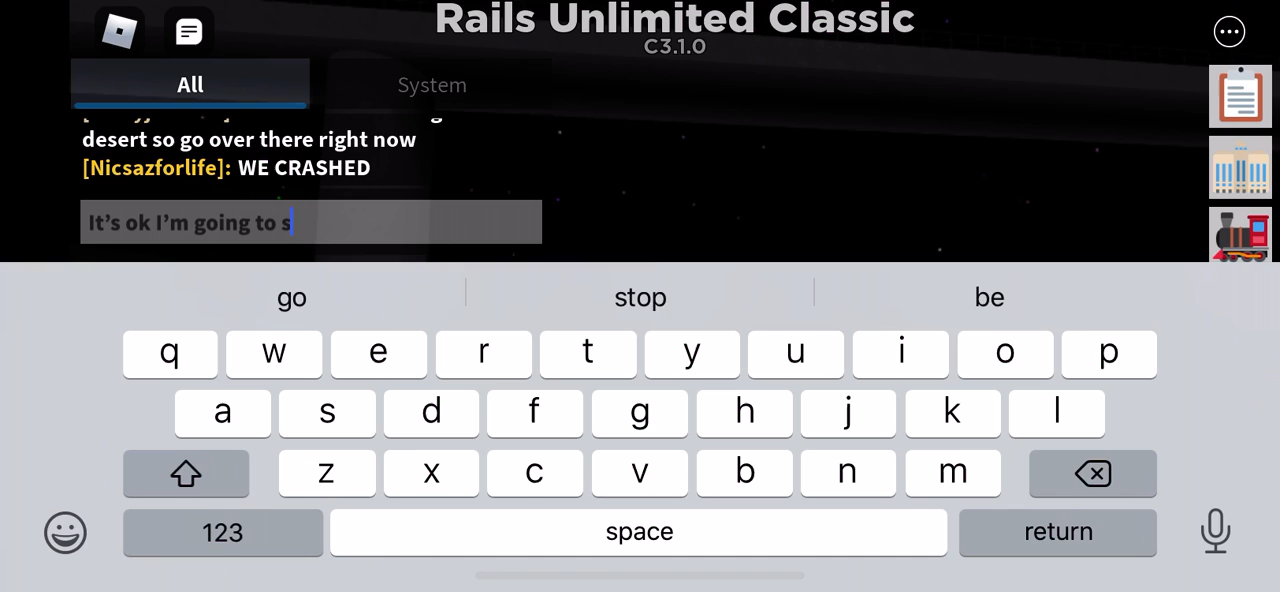 Rails Unlimited Classic
C3.1.0
All
System
desert so go over there right now
[Nicsazforlife]: WE CRASHED
It’s ok I’m going to s
go
stop
be
q w e r t y u i o p
a s d f g h j k l
z x c v b n m
123
space
return